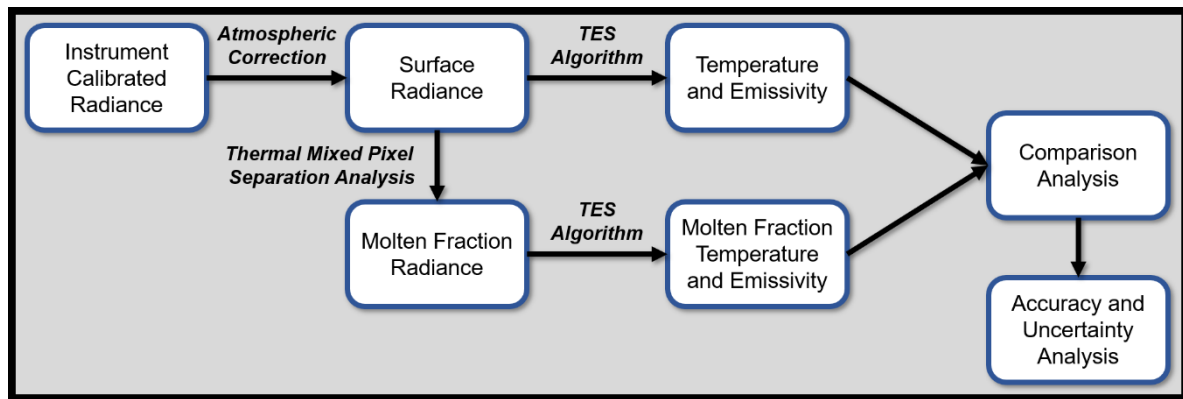 Instrument
Calibrated
Radiance
Atmospheric
Correction
Surface
Radiance
TES
Algorithm
Temperature
and Emissivity
Thermal Mixed Pixel
Separation Analysis
Molten Fraction
Radiance
TES
Algorithm
Molten Fraction
Temperature
and Emissivity
Comparison
Analysis
Accuracy and
Uncertainty
Analysis